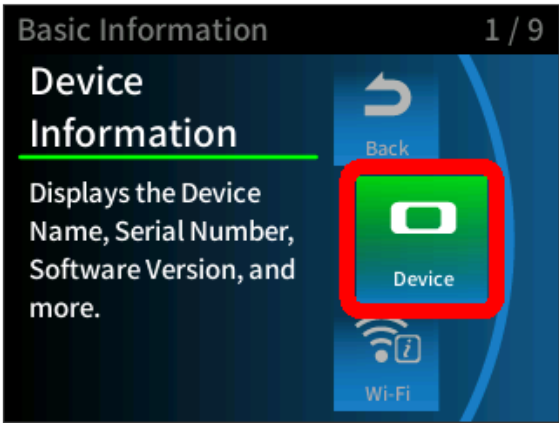 Basic Information 1 / 9
Device
Information
Displays the Device
Name, Serial Number,
Software Version, and
more.
Back
Device
i
Wi-Fi